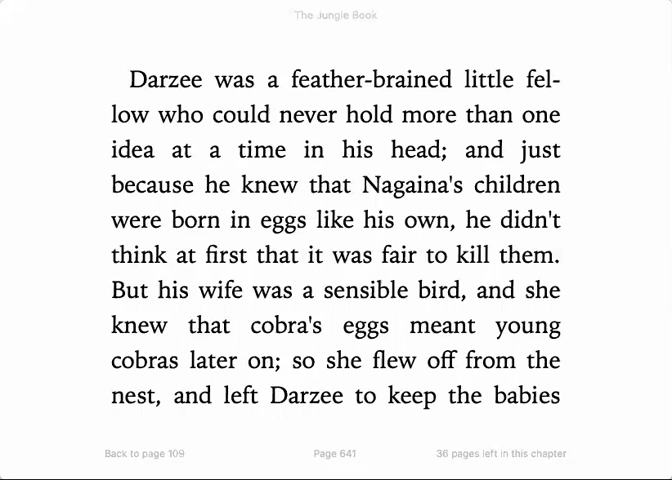 The Jungle Book
Darzee was a feather-brained little fel-
low who could never hold more than one
idea at a time in his head; and just
because he knew that Nagaina's children
were born in eggs like his own, he didn't
think at first that it was fair to kill them.
But his wife was a sensible bird, and she
knew that cobra's eggs meant young
cobras later on; so she flew off from the
nest, and left Darzee to keep the babies
Back to page 109 Page 641 36 pages left in this chapter